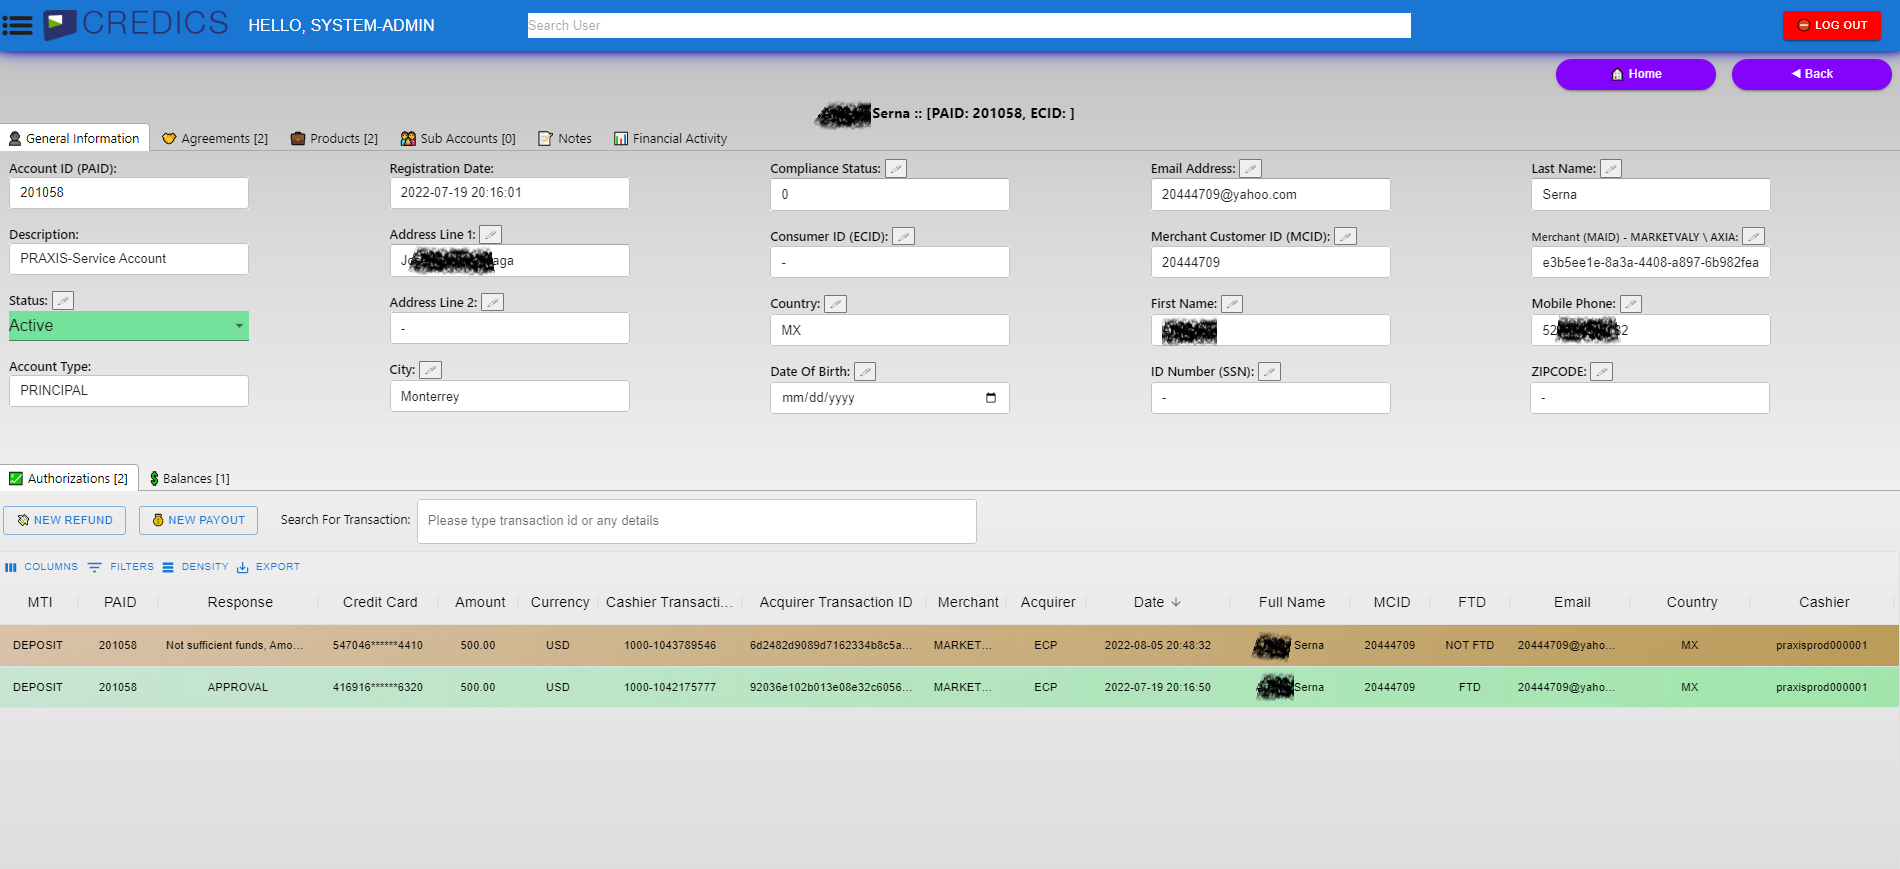 CREDICS HELLO, SYSTEM-ADMIN Search User LOG OUT
Home Back
Serna :: [PAID: 201058, ECID: ]
General Information Agreements [2] Products [2] Sub Accounts [0] Notes Financial Activity
Account ID (PAID): Registration Date: Compliance Status: Email Address: Last Name:
201058 2022-07-19 20:16:01 0 20444709@yahoo.com Serna
Description: Address Line 1: Consumer ID (ECID): Merchant Customer ID (MCID): Merchant (MAID) - MARKETVALY \ AXIA:
PRAXIS-Service Account - 20444709 e3b5ee1e-8a3a-4408-a897-6b982fea
Status: Address Line 2: Country: First Name: Mobile Phone:
Active - MX
Account Type: City: Date Of Birth: ID Number (SSN): ZIPCODE:
PRINCIPAL Monterrey mm/dd/yyyy - -
Authorizations [2] Balances [1]
NEW REFUND NEW PAYOUT Search For Transaction: Please type transaction id or any details
COLUMNS FILTERS DENSITY EXPORT
MTI PAID Response Credit Card Amount Currency Cashier Transacti... Acquirer Transaction ID Merchant Acquirer Date Full Name MCID FTD Email Country Cashier
DEPOSIT 201058 Not sufficient funds, Amo... 547046******4410 500.00 USD 1000-1043789546 6d2482d9089d7162334b8c5a... MARKET... ECP 2022-08-05 20:48:32 Serna 20444709 NOT FTD 20444709@yaho... MX praxisprod000001
DEPOSIT 201058 APPROVAL 416916******6320 500.00 USD 1000-1042175777 92036e102b013e08e32c6056... MARKET... ECP 2022-07-19 20:16:50 Serna 20444709 FTD 20444709@yaho... MX praxisprod000001